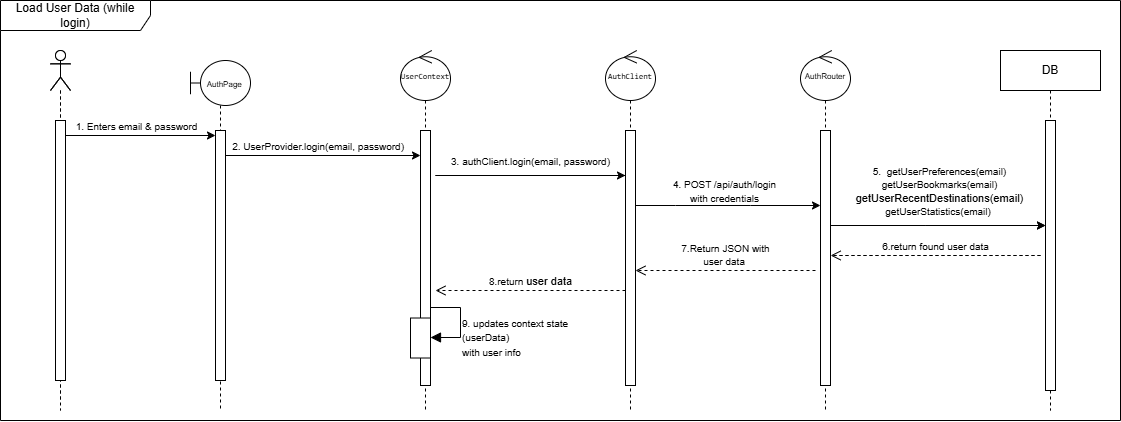 Load User Data (while
login)
AuthPage
UserContext
AuthClient
AuthRouter
DB
1. Enters email & password
2. UserProvider.login(email, password)
3. authClient.login(email, password)
4. POST /api/auth/login
with credentials
5. getUserPreferences(email)
getUserBookmarks(email)
getUserRecentDestinations(email)
getUserStatistics(email)
6.return found user data
7.Return JSON with
user data
8.return user data
9. updates context state
(userData)
with user info